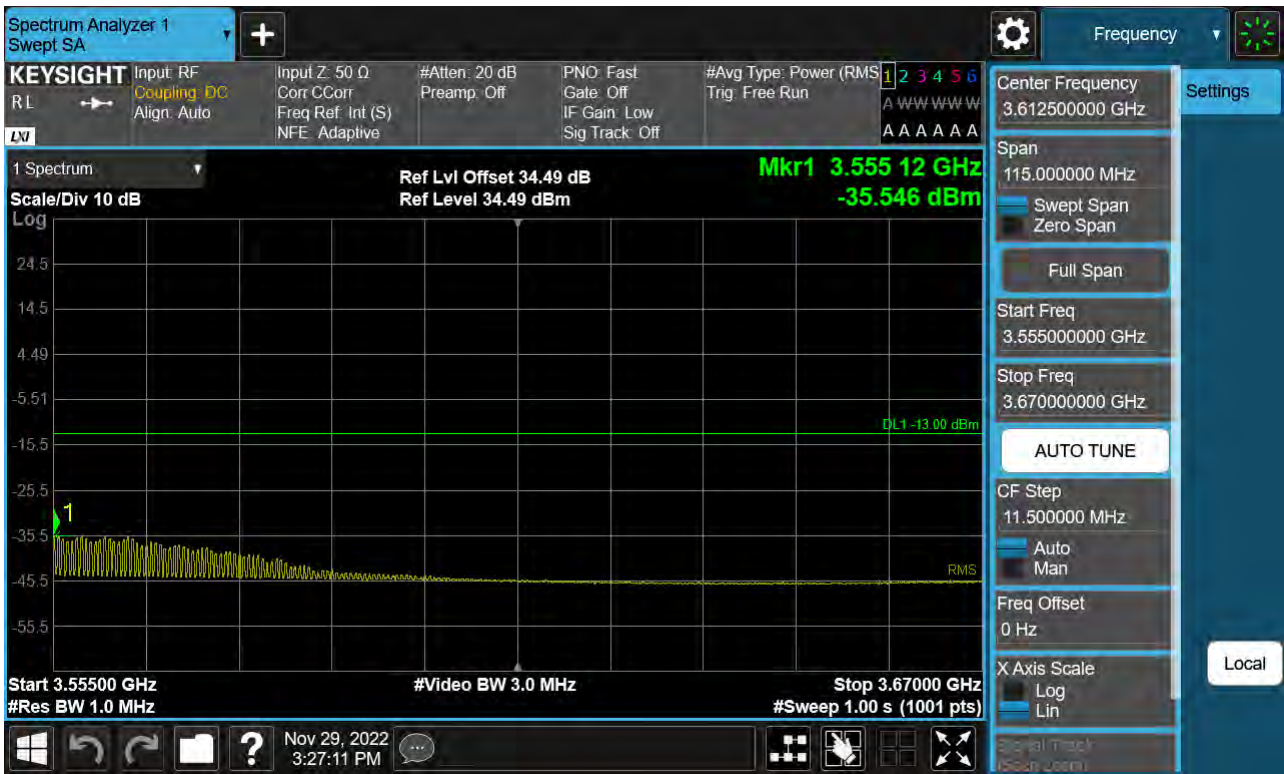 Spectrum Analyzer 1
Swept SA
Frequency
KEYSIGHT
R L
LXI
Input: RF
Coupling: DC
Align: Auto
Input Z: 50 Ω
Corr CCorr
Freq Ref: Int (S)
NFE: Adaptive
#Atten: 20 dB
Preamp: Off
PNO: Fast
Gate: Off
IF Gain: Low
Sig Track: Off
#Avg Type: Power (RMS
Trig: Free Run
1 2 3 4 5 6
A W W W W W
A A A A A A
1 Spectrum
Scale/Div 10 dB
Log
Ref Lvl Offset 34.49 dB
Ref Level 34.49 dBm
Mkr1 3.555 12 GHz
-35.546 dBm
24.5
14.5
4.49
-5.51
DL1 -13.00 dBm
-15.5
-25.5
1
-35.5
RMS
-45.5
-55.5
Start 3.55500 GHz
#Res BW 1.0 MHz
#Video BW 3.0 MHz
Stop 3.67000 GHz
#Sweep 1.00 s (1001 pts)
Nov 29, 2022
3:27:11 PM
Center Frequency
3.612500000 GHz
Settings
Span
115.000000 MHz
Swept Span
Zero Span
Full Span
Start Freq
3.555000000 GHz
Stop Freq
3.670000000 GHz
AUTO TUNE
CF Step
11.500000 MHz
Auto
Man
Freq Offset
0 Hz
X Axis Scale
Log
Lin
Local
Signal Track
(Span Zoom)